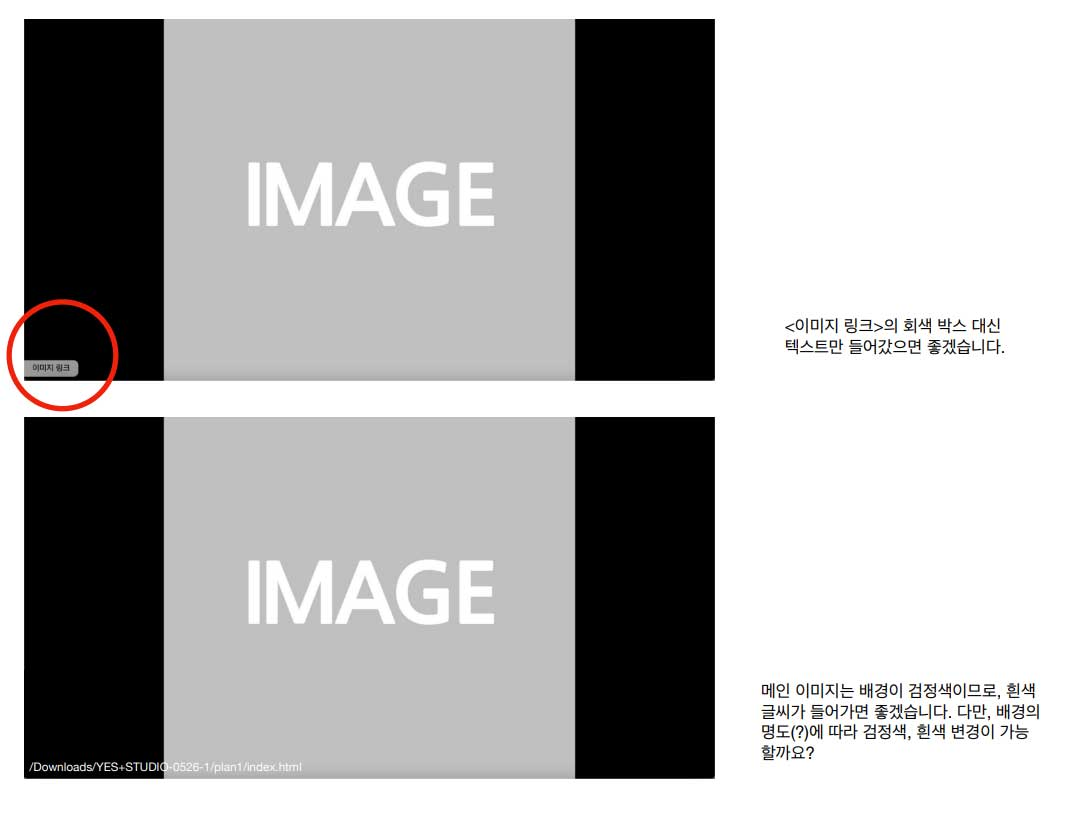 IMAGE
<이미지 링크>의 회색 박스 대신
텍스트만 들어갔으면 좋겠습니다.
이미지 링크
IMAGE
메인 이미지는 배경이 검정색이므로, 흰색
글씨가 들어가면 좋겠습니다. 다만, 배경의
명도(?)에 따라 검정색, 흰색 변경이 가능
할까요?
/Downloads/YES+STUDIO-0526-1/plan1/index.html